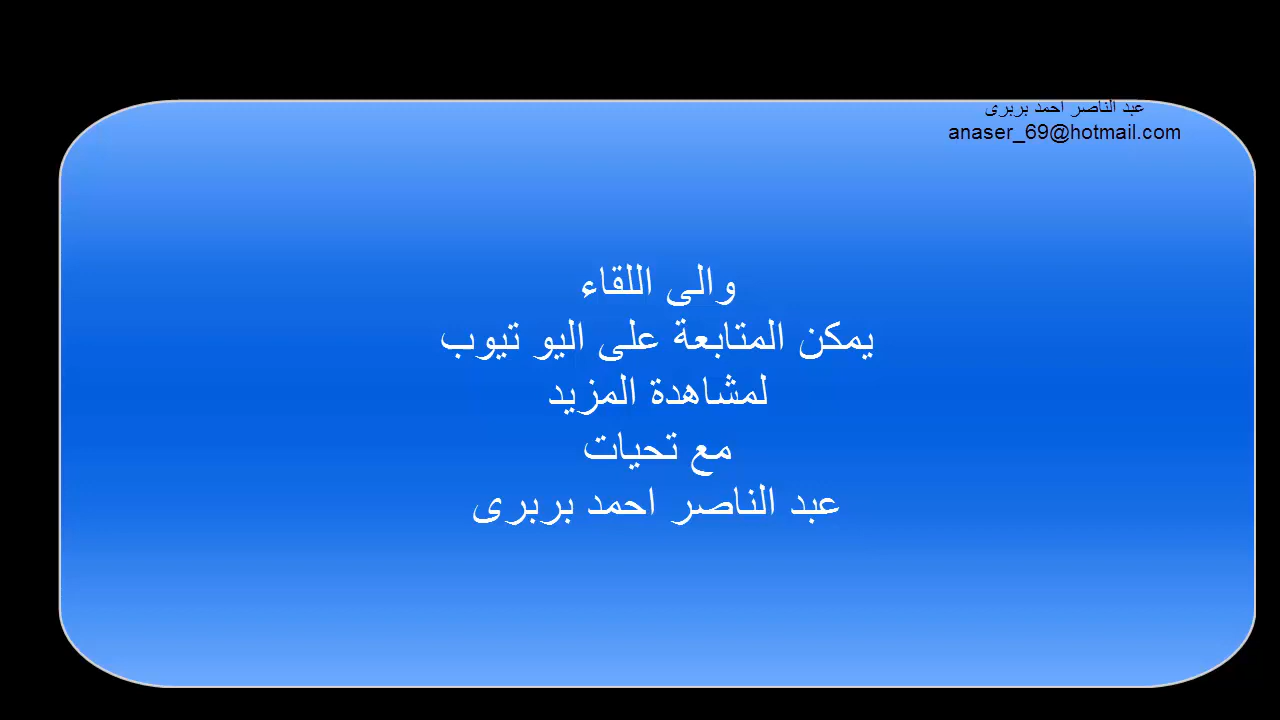 عبد الناصر احمد بربرى
anaser_69@hotmail.com
والى اللقاء
يمكن المتابعة على اليو تيوب
لمشاهدة المزيد
مع تحيات
عبد الناصر احمد بربرى